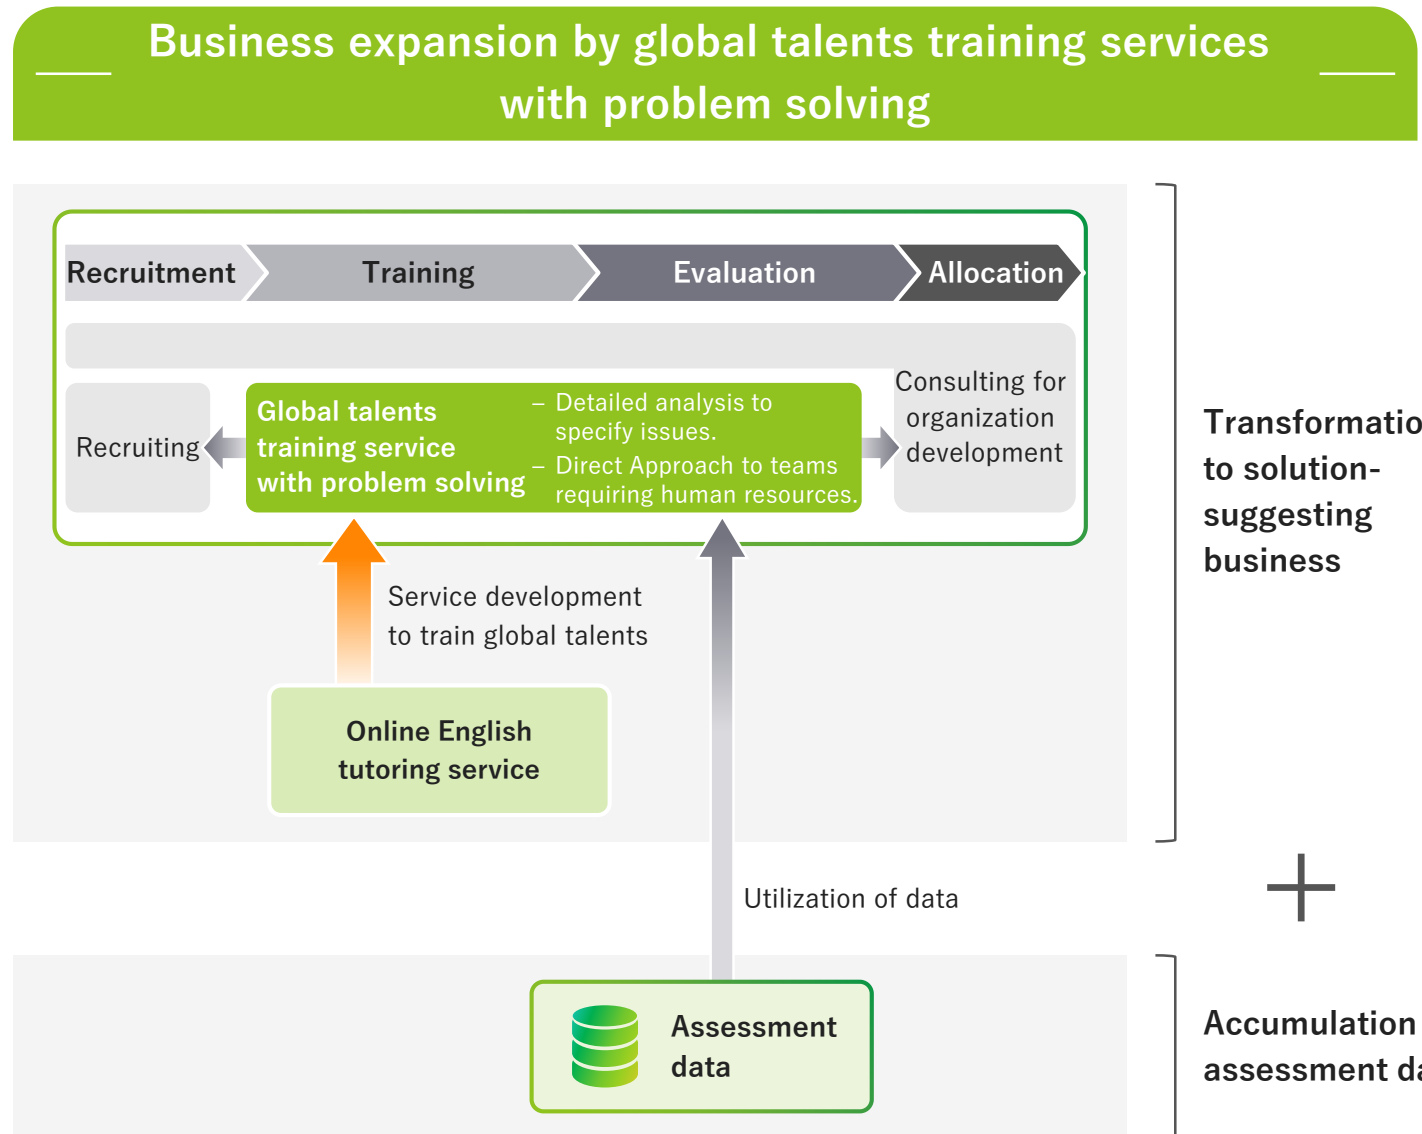 Business expansion by global talents training services
with problem solving
Recruitment
Training
Evaluation
Allocation
Recruiting
Global talents
training service
with problem solving
– Detailed analysis to
specify issues.
– Direct Approach to teams
requiring human resources.
Consulting for
organization
development
Service development
to train global talents
Online English
tutoring service
Transformatio
to solution-
suggesting
business
Utilization of data
Assessment
data
Accumulation
assessment da